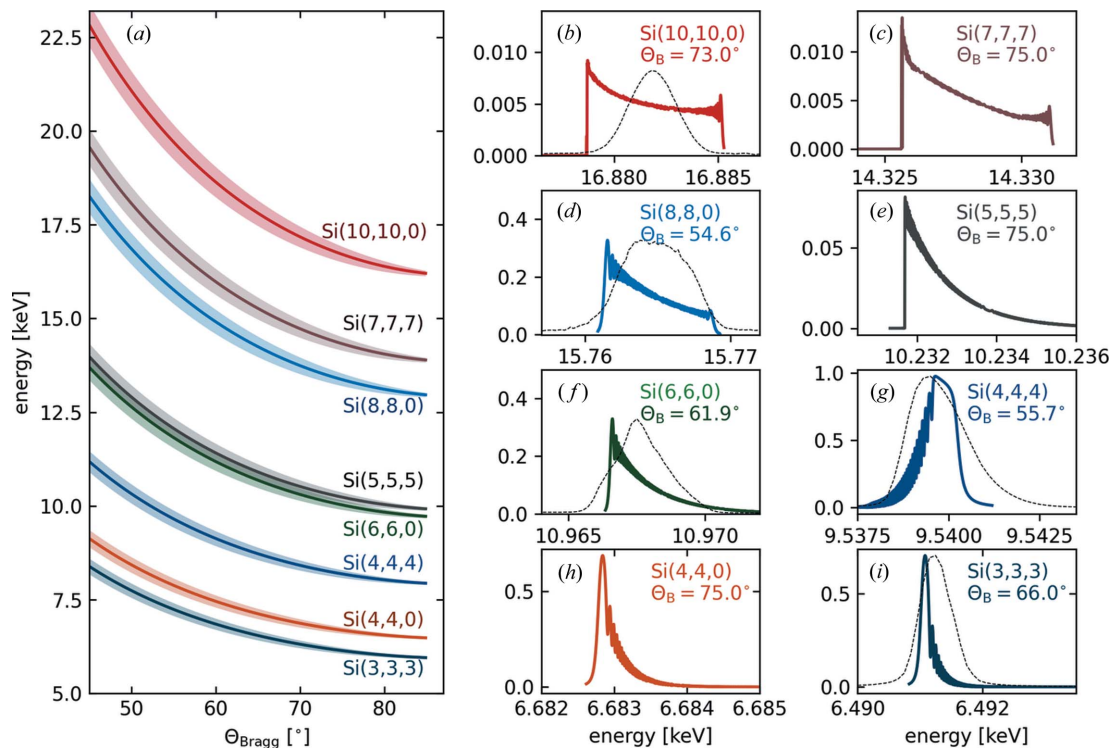 (a)
22.5
20.0
17.5
15.0
12.5
10.0
7.5
5.0
energy [keV]
50 60 70 80
Θ_Bragg [°]
Si(10,10,0)
Si(7,7,7)
Si(8,8,0)
Si(5,5,5)
Si(6,6,0)
Si(4,4,4)
Si(4,4,0)
Si(3,3,3)
(b) Si(10,10,0)
Θ_B = 73.0°
0.010
0.005
0.000
16.880 16.885
(c) Si(7,7,7)
Θ_B = 75.0°
0.010
0.005
0.000
14.325 14.330
(d) Si(8,8,0)
Θ_B = 54.6°
0.4
0.2
0.0
15.76 15.77
(e) Si(5,5,5)
Θ_B = 75.0°
0.05
0.00
10.232 10.234 10.236
(f) Si(6,6,0)
Θ_B = 61.9°
0.4
0.2
0.0
10.965 10.970
(g) Si(4,4,4)
Θ_B = 55.7°
1.0
0.5
0.0
9.5375 9.5400 9.5425
(h) Si(4,4,0)
Θ_B = 75.0°
0.5
0.0
6.682 6.683 6.684 6.685
energy [keV]
(i) Si(3,3,3)
Θ_B = 66.0°
0.5
0.0
6.490 6.492
energy [keV]